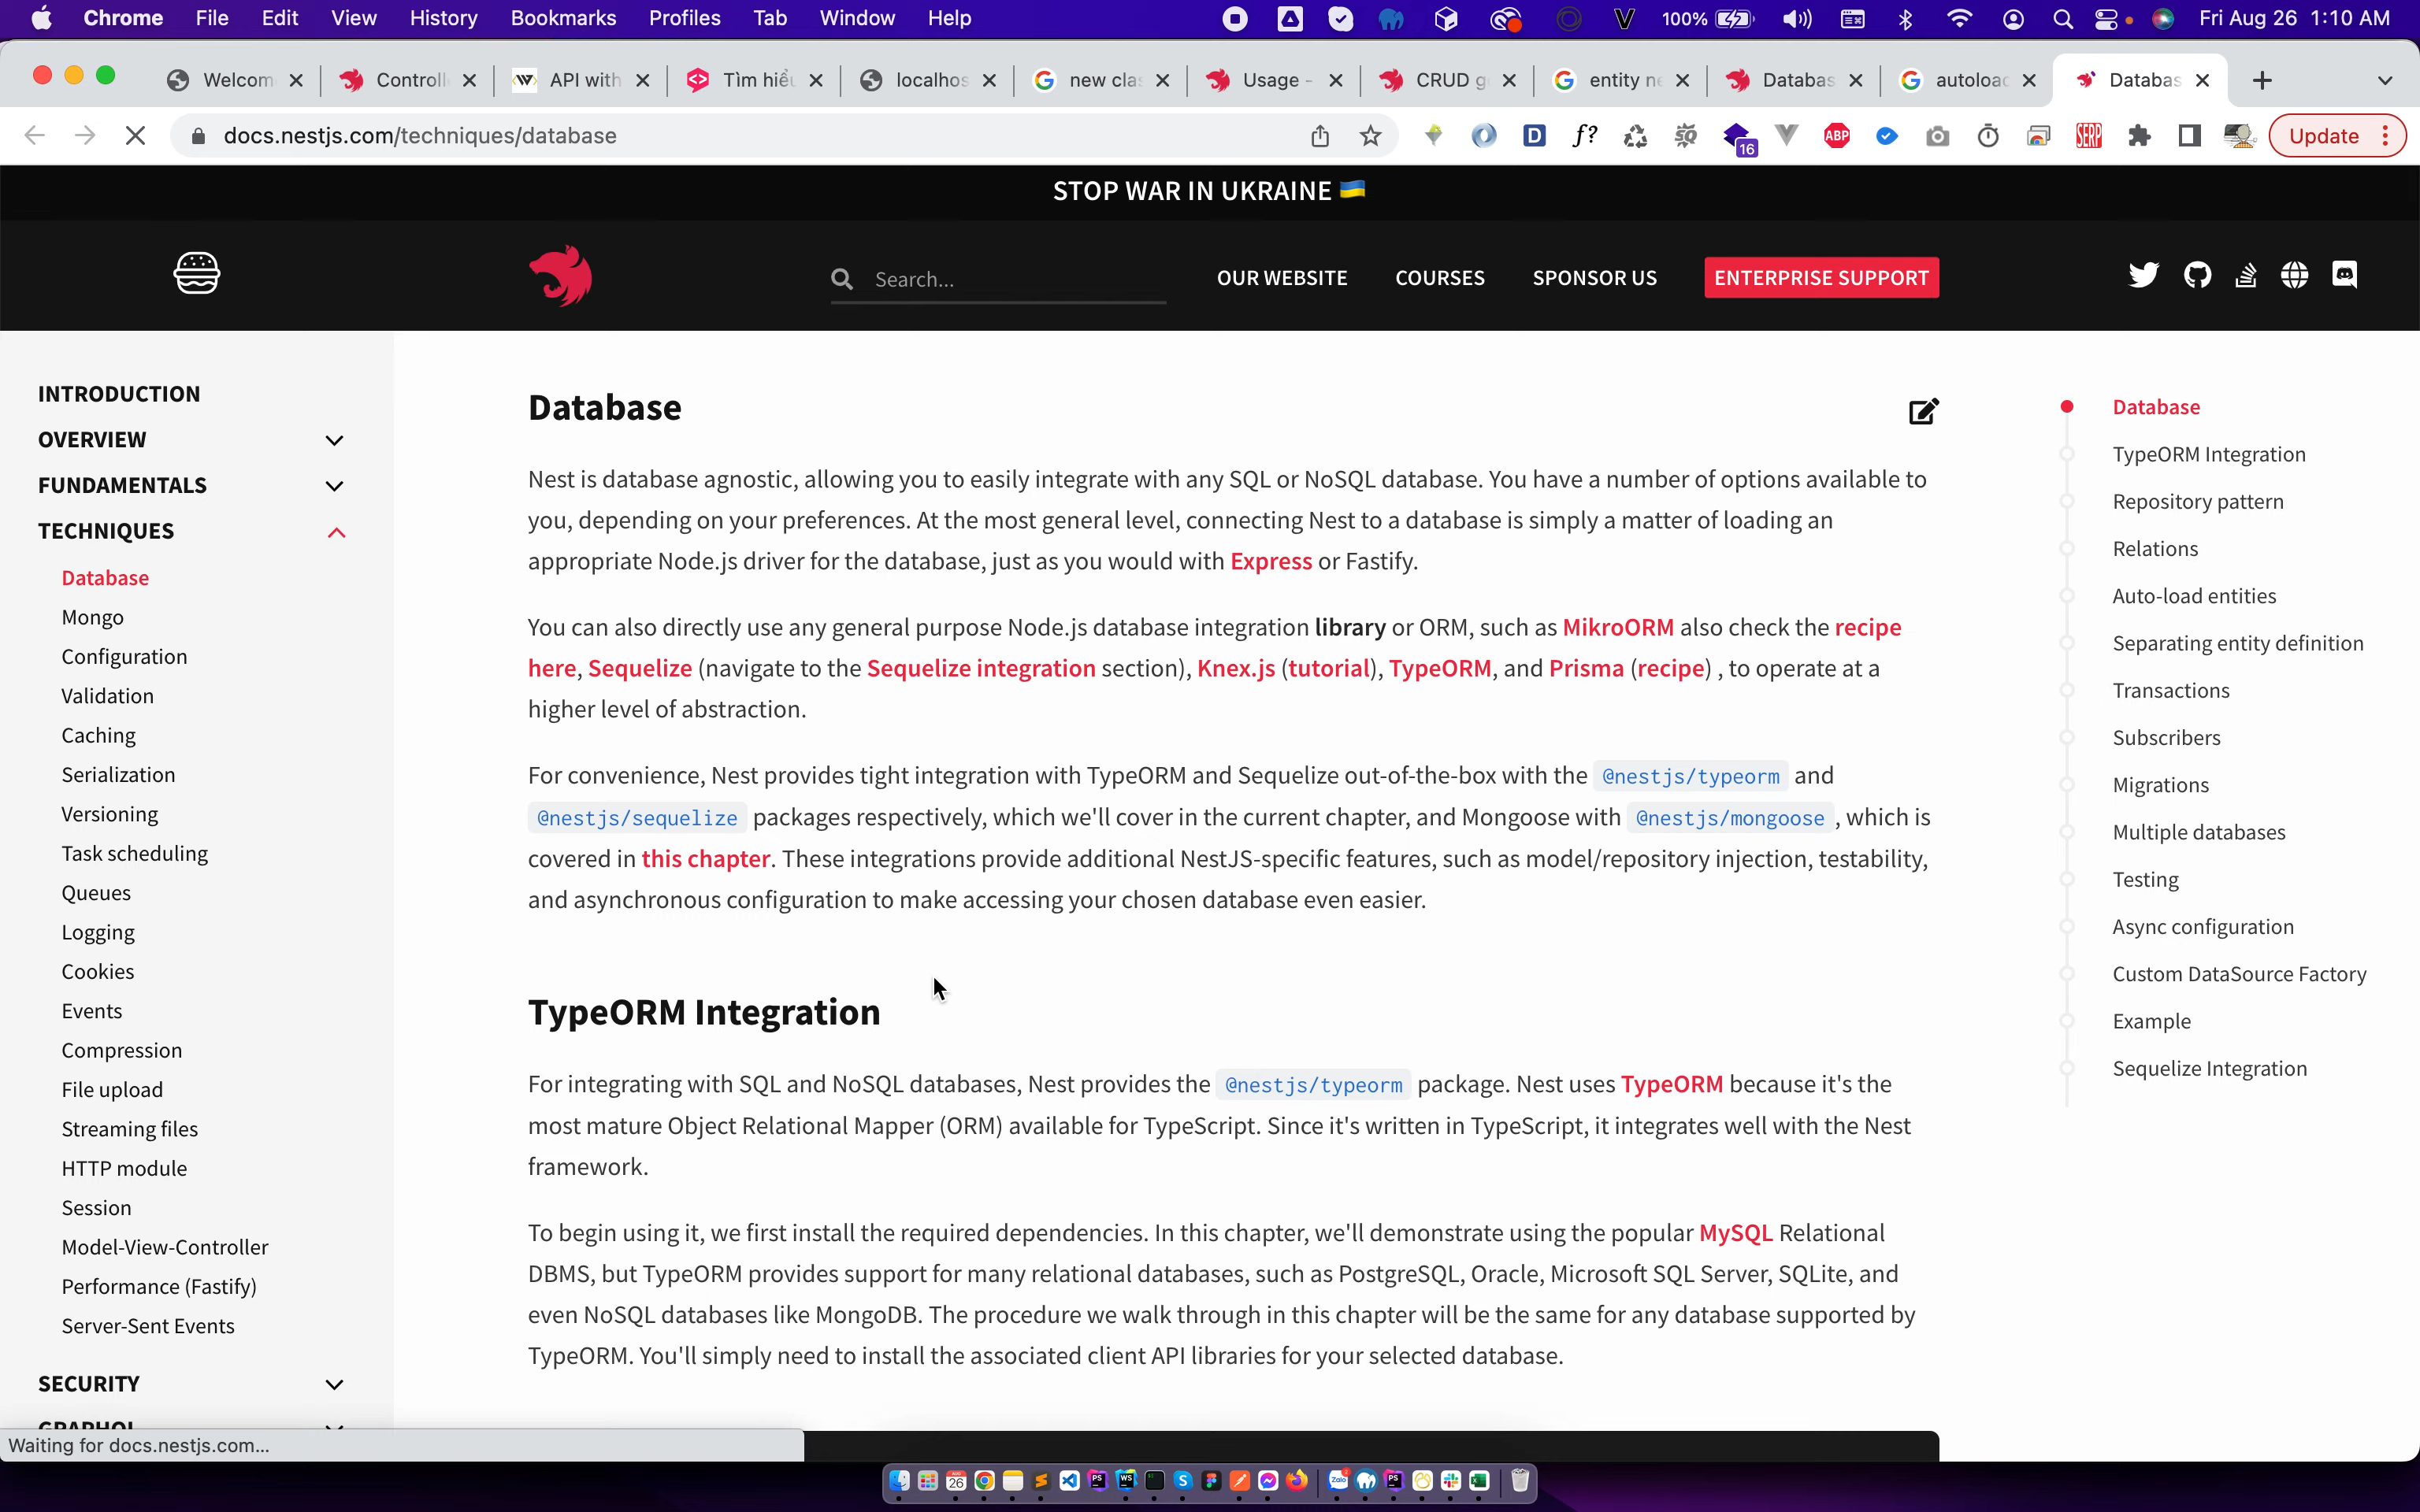 Chrome File Edit View History Bookmarks Profiles Tab Window Help 100% Fri Aug 26 1:10 AM
Welcom Controll API with Tìm hiểu localhos new clas Usage - CRUD g entity ne Databas autoload Databas
docs.nestjs.com/techniques/database
D f? SQ 16 ABP SERP Update
STOP WAR IN UKRAINE 🇺🇦
Search...
OUR WEBSITE COURSES SPONSOR US ENTERPRISE SUPPORT
INTRODUCTION
OVERVIEW
FUNDAMENTALS
TECHNIQUES
Database
Mongo
Configuration
Validation
Caching
Serialization
Versioning
Task scheduling
Queues
Logging
Cookies
Events
Compression
File upload
Streaming files
HTTP module
Session
Model-View-Controller
Performance (Fastify)
Server-Sent Events
SECURITY
GRAPHQL
Database
Nest is database agnostic, allowing you to easily integrate with any SQL or NoSQL database. You have a number of options available to
you, depending on your preferences. At the most general level, connecting Nest to a database is simply a matter of loading an
appropriate Node.js driver for the database, just as you would with Express or Fastify.
You can also directly use any general purpose Node.js database integration library or ORM, such as MikroORM also check the recipe
here, Sequelize (navigate to the Sequelize integration section), Knex.js (tutorial), TypeORM, and Prisma (recipe) , to operate at a
higher level of abstraction.
For convenience, Nest provides tight integration with TypeORM and Sequelize out-of-the-box with the @nestjs/typeorm and
@nestjs/sequelize packages respectively, which we'll cover in the current chapter, and Mongoose with @nestjs/mongoose , which is
covered in this chapter. These integrations provide additional NestJS-specific features, such as model/repository injection, testability,
and asynchronous configuration to make accessing your chosen database even easier.
TypeORM Integration
For integrating with SQL and NoSQL databases, Nest provides the @nestjs/typeorm package. Nest uses TypeORM because it's the
most mature Object Relational Mapper (ORM) available for TypeScript. Since it's written in TypeScript, it integrates well with the Nest
framework.
To begin using it, we first install the required dependencies. In this chapter, we'll demonstrate using the popular MySQL Relational
DBMS, but TypeORM provides support for many relational databases, such as PostgreSQL, Oracle, Microsoft SQL Server, SQLite, and
even NoSQL databases like MongoDB. The procedure we walk through in this chapter will be the same for any database supported by
TypeORM. You'll simply need to install the associated client API libraries for your selected database.
Database
TypeORM Integration
Repository pattern
Relations
Auto-load entities
Separating entity definition
Transactions
Subscribers
Migrations
Multiple databases
Testing
Async configuration
Custom DataSource Factory
Example
Sequelize Integration
Waiting for docs.nestjs.com...
26 PS WS S Zalo PS